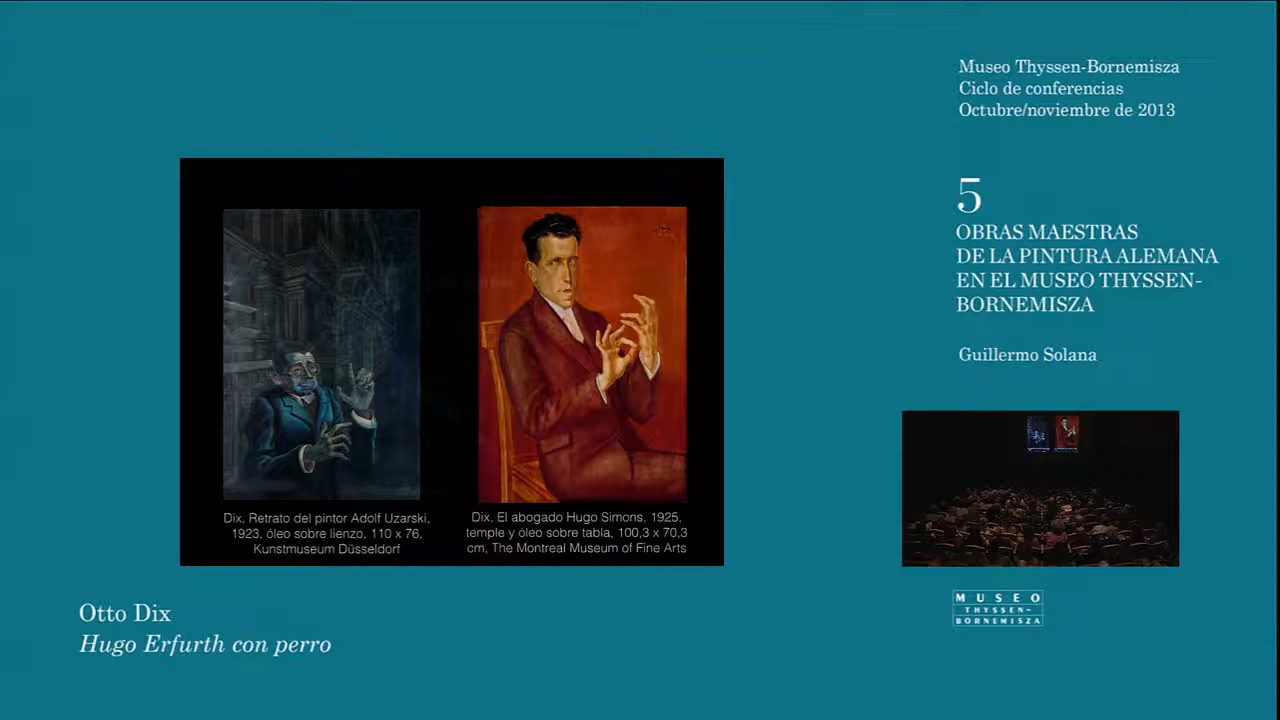 Museo Thyssen-Bornemisza
Ciclo de conferencias
Octubre/noviembre de 2013
5
OBRAS MAESTRAS
DE LA PINTURA ALEMANA
EN EL MUSEO THYSSEN-
BORNEMISZA
Guillermo Solana
Dix, Retrato del pintor Adolf Uzarski,
1923, óleo sobre lienzo, 110 x 76,
Kunstmuseum Düsseldorf
Dix, El abogado Hugo Simons, 1925,
temple y óleo sobre tabla, 100,3 x 70,3
cm, The Montreal Museum of Fine Arts
Otto Dix
Hugo Erfurth con perro
MUSEO
THYSSEN-
BORNEMISZA